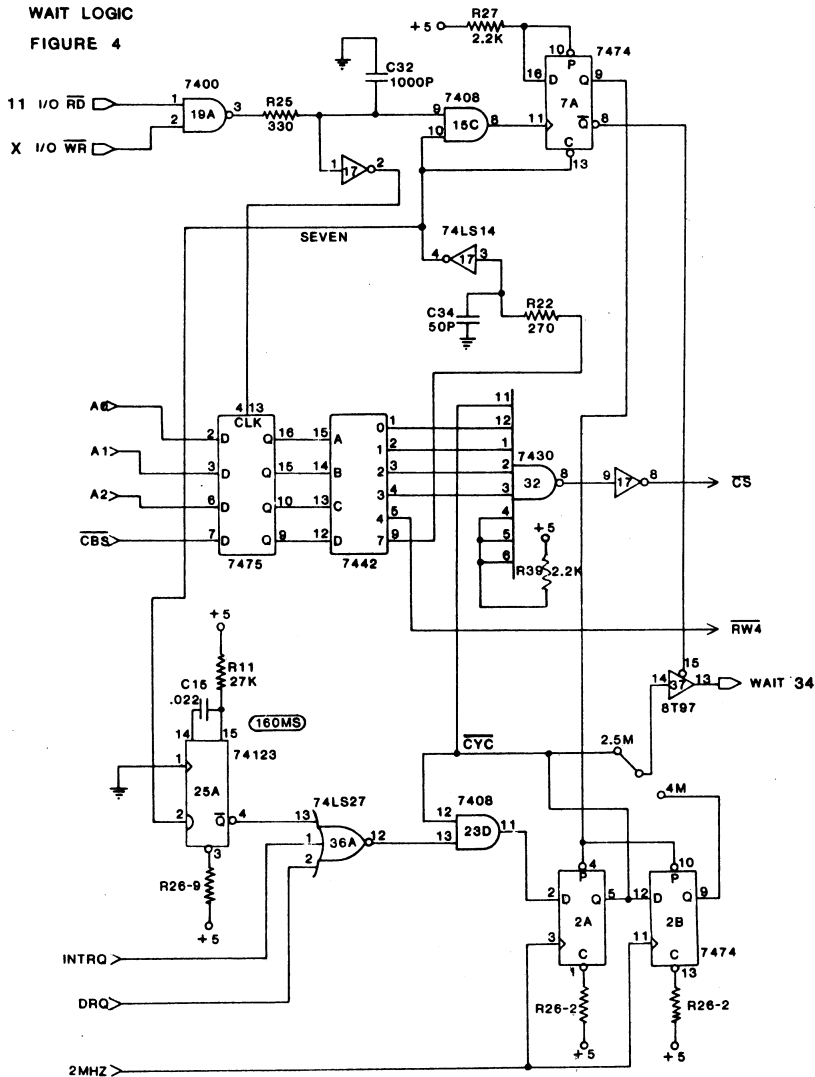 WAIT LOGIC
FIGURE 4
+5 R27 2.2K
10 7474
P
16 D Q 9
7A
11 Q 8
C
13
C32
1000P
7400
11 I/O RD 1
19A 3
X I/O WR 2
R25
330
7408
9
10 15C 8
1 17 2
SEVEN
74LS14
4 17 3
C34
50P
R22
270
A0
A1
A2
CBS
4 13
CLK
2 D Q 16
3 D Q 15
6 D Q 10
7 D Q 9
7475
15 A 0 1
14 B 1 2
13 C 2 3
12 D 3 4
4 5
7 9
7442
11
12
1
2
3
4
5
6
7430
32 8
9 17 8
CS
+5
R39 2.2K
RW4
15
14 37 13
8T97
WAIT 34
+5
R11
27K
C15
.022
160MS
14 15
74123
1
25A
2 Q 4
3
R26-9
+5
74LS27
13
1
2
36A 12
CYC
2.5M
4M
7408
12
13
23D 11
4
P
2 D Q 5
2A
3
C
1
R26-2
+5
10
P
12 D Q 9
2B
11
C
13
7474
R26-2
+5
INTRQ
DRQ
2MHZ